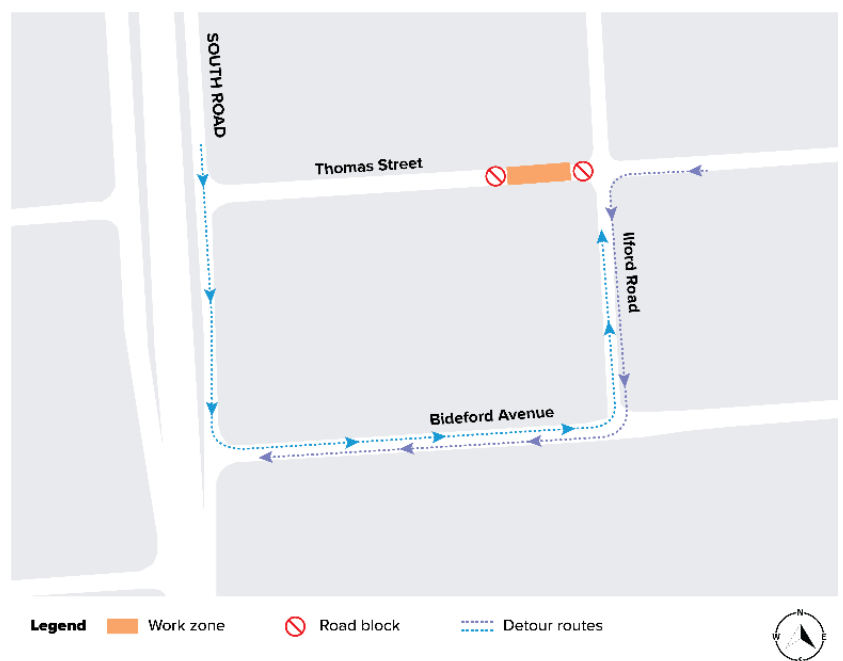 SOUTH ROAD
Thomas Street
Ilford Road
Bideford Avenue
Legend Work zone Road block Detour routes
N
W E
S